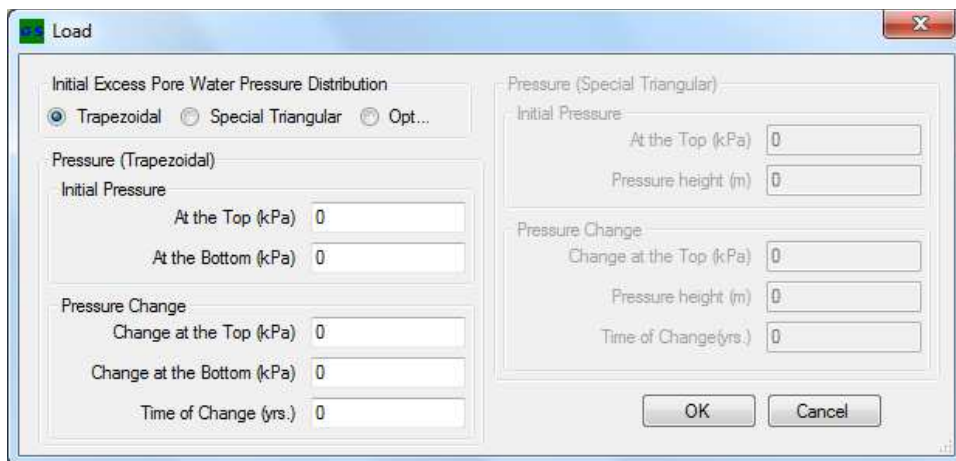 GS Load
Initial Excess Pore Water Pressure Distribution
Trapezoidal Special Triangular Opt...
Pressure (Trapezoidal)
Initial Pressure
At the Top (kPa) 0
At the Bottom (kPa) 0
Pressure Change
Change at the Top (kPa) 0
Change at the Bottom (kPa) 0
Time of Change (yrs.) 0
Pressure (Special Triangular)
Initial Pressure
At the Top (kPa) 0
Pressure height (m) 0
Pressure Change
Change at the Top (kPa) 0
Pressure height (m) 0
Time of Change(yrs.) 0
OK Cancel